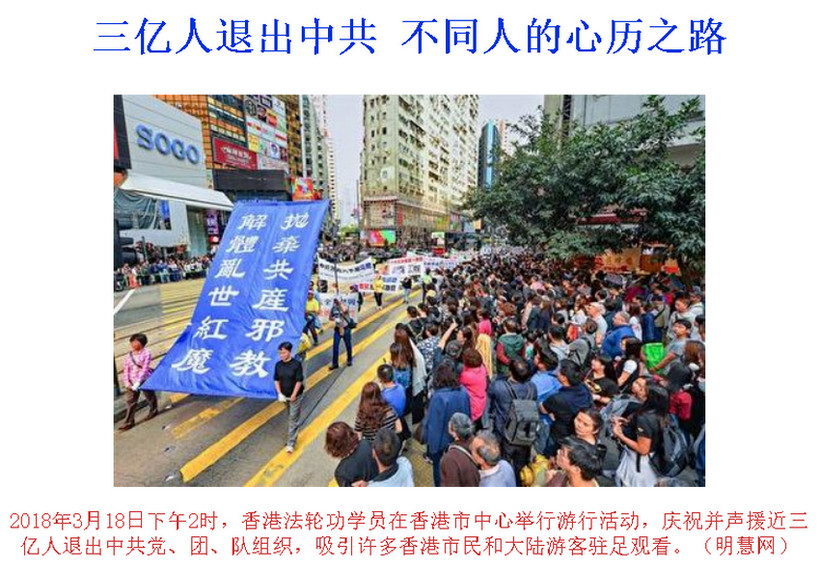 三亿人退出中共 不同人的心历之路
SOGO
抛棄共産邪教
解體亂世紅魔
2018年3月18日下午2时，香港法轮功学员在香港市中心举行游行活动，庆祝并声援近三
亿人退出中共党、团、队组织，吸引许多香港市民和大陆游客驻足观看。（明慧网）